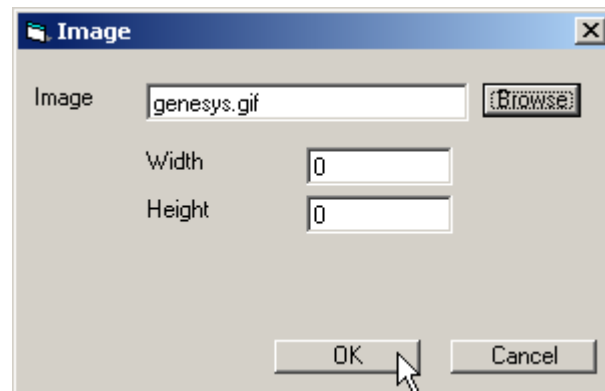 Image
Image genesys.gif Browse
Width 0
Height 0
OK Cancel